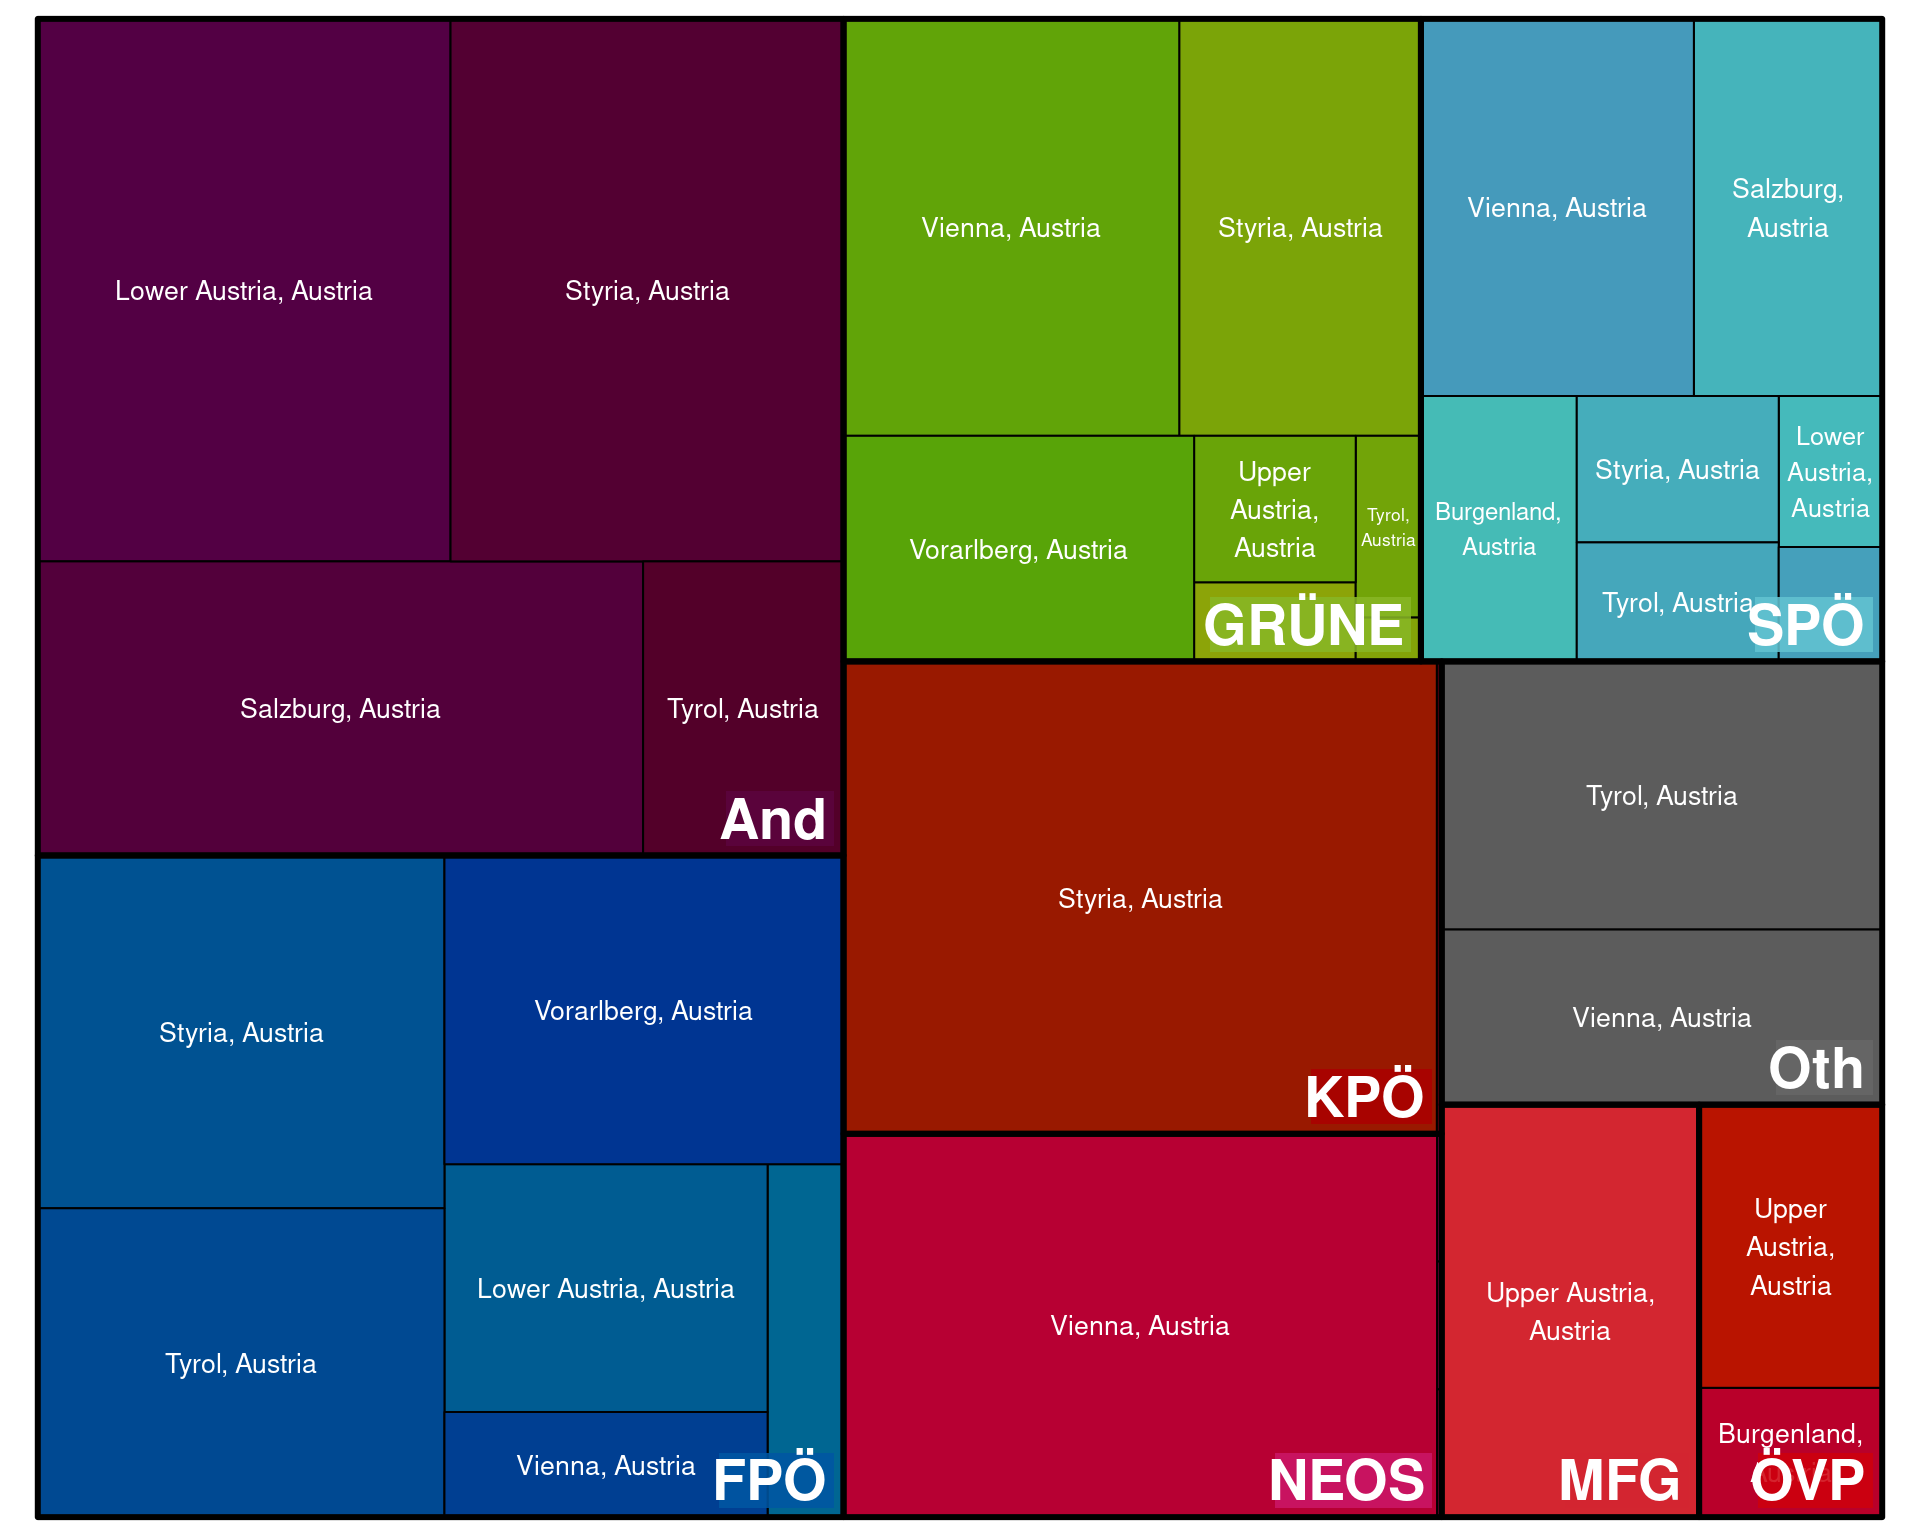 Lower Austria, Austria
Styria, Austria
Salzburg, Austria
Tyrol, Austria
And
Styria, Austria
Vorarlberg, Austria
Tyrol, Austria
Lower Austria, Austria
Vienna, Austria
FPÖ
Vienna, Austria
Styria, Austria
Vorarlberg, Austria
Upper
Austria,
Austria
Tyrol,
Austria
GRÜNE
Vienna, Austria
Salzburg,
Austria
Burgenland,
Austria
Styria, Austria
Lower
Austria,
Austria
Tyrol, Austria
SPÖ
Styria, Austria
KPÖ
Tyrol, Austria
Vienna, Austria
Oth
Vienna, Austria
NEOS
Upper Austria,
Austria
MFG
Upper
Austria,
Austria
Burgenland,
ÖVP